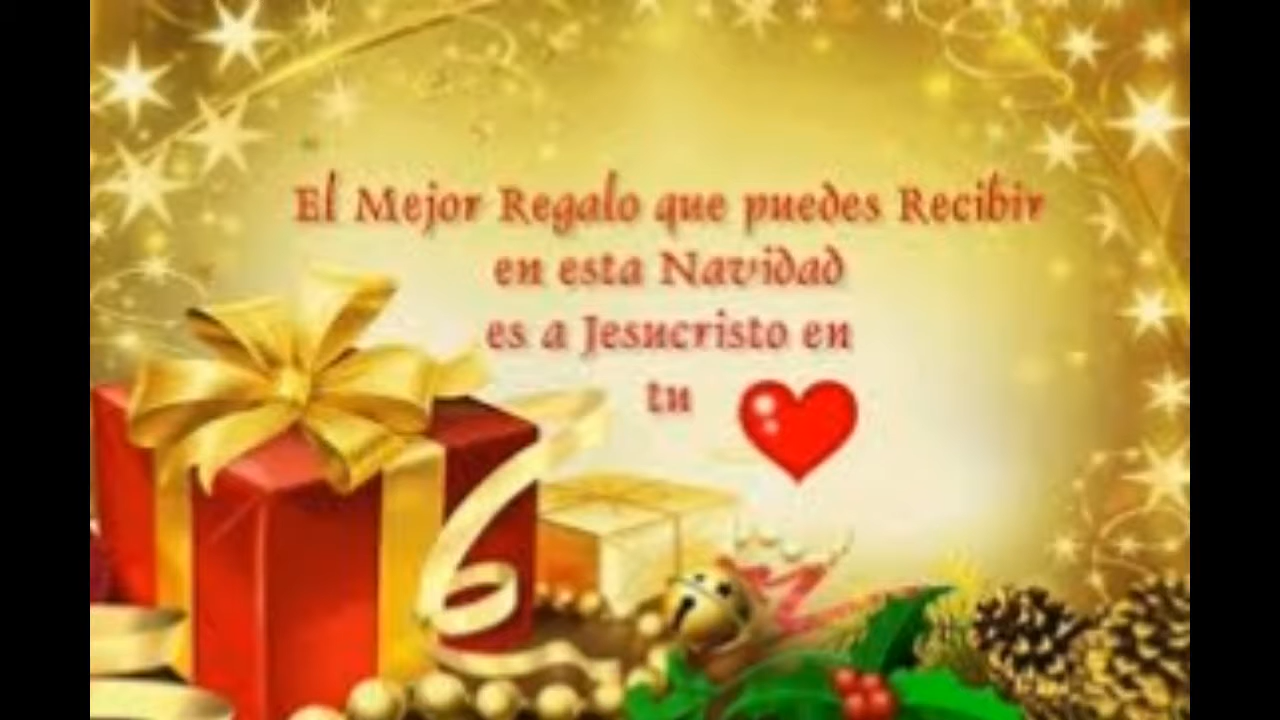 El Mejor Regalo que puedes Recibir
en esta Navidad
es a Jesucristo en
tu